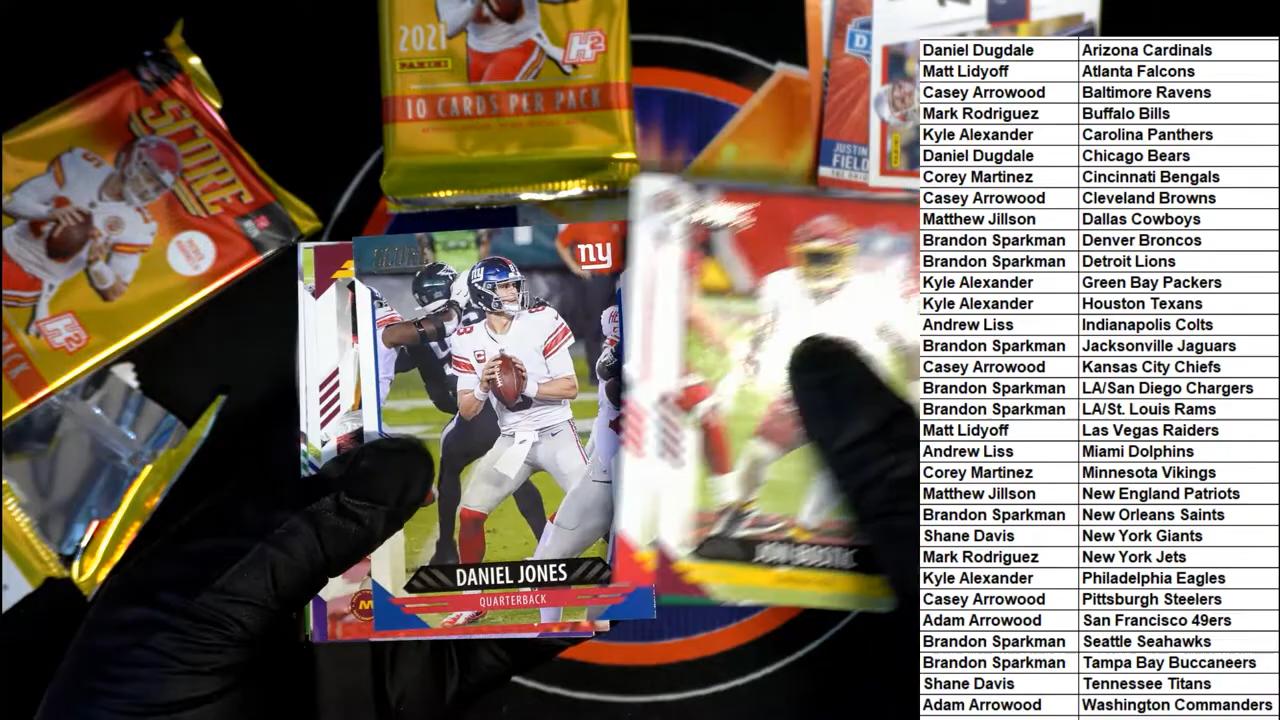 2021
PANINI
H2
10 CARDS PER PACK
SCORE
H2
PACK
D
JUSTIN
FIELD
SCORE
ny
DANIEL JONES
QUARTERBACK
JON BOSTIC
Daniel Dugdale Arizona Cardinals
Matt Lidyoff Atlanta Falcons
Casey Arrowood Baltimore Ravens
Mark Rodriguez Buffalo Bills
Kyle Alexander Carolina Panthers
Daniel Dugdale Chicago Bears
Corey Martinez Cincinnati Bengals
Casey Arrowood Cleveland Browns
Matthew Jillson Dallas Cowboys
Brandon Sparkman Denver Broncos
Brandon Sparkman Detroit Lions
Kyle Alexander Green Bay Packers
Kyle Alexander Houston Texans
Andrew Liss Indianapolis Colts
Brandon Sparkman Jacksonville Jaguars
Casey Arrowood Kansas City Chiefs
Brandon Sparkman LA/San Diego Chargers
Brandon Sparkman LA/St. Louis Rams
Matt Lidyoff Las Vegas Raiders
Andrew Liss Miami Dolphins
Corey Martinez Minnesota Vikings
Matthew Jillson New England Patriots
Brandon Sparkman New Orleans Saints
Shane Davis New York Giants
Mark Rodriguez New York Jets
Kyle Alexander Philadelphia Eagles
Casey Arrowood Pittsburgh Steelers
Adam Arrowood San Francisco 49ers
Brandon Sparkman Seattle Seahawks
Brandon Sparkman Tampa Bay Buccaneers
Shane Davis Tennessee Titans
Adam Arrowood Washington Commanders